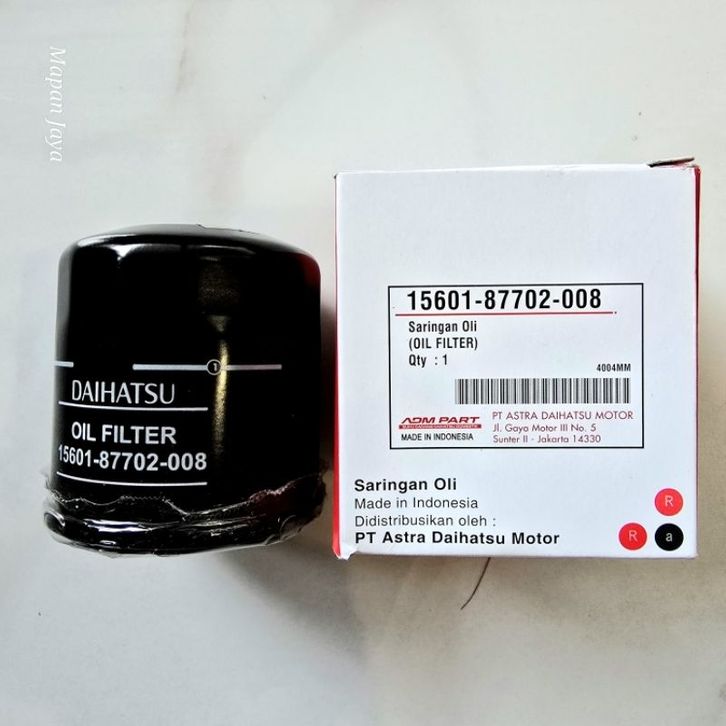 Mapan Jaya
1
DAIHATSU
OIL FILTER
15601-87702-008
15601-87702-008
Saringan Oli
(OIL FILTER)
Qty : 1
4004MM
ADM PART
MADE IN INDONESIA
PT ASTRA DAIHATSU MOTOR
Jl. Gaya Motor III No. 5
Sunter II - Jakarta 14330
Saringan Oli
Made in Indonesia
Didistribusikan oleh :
PT Astra Daihatsu Motor
R
R a